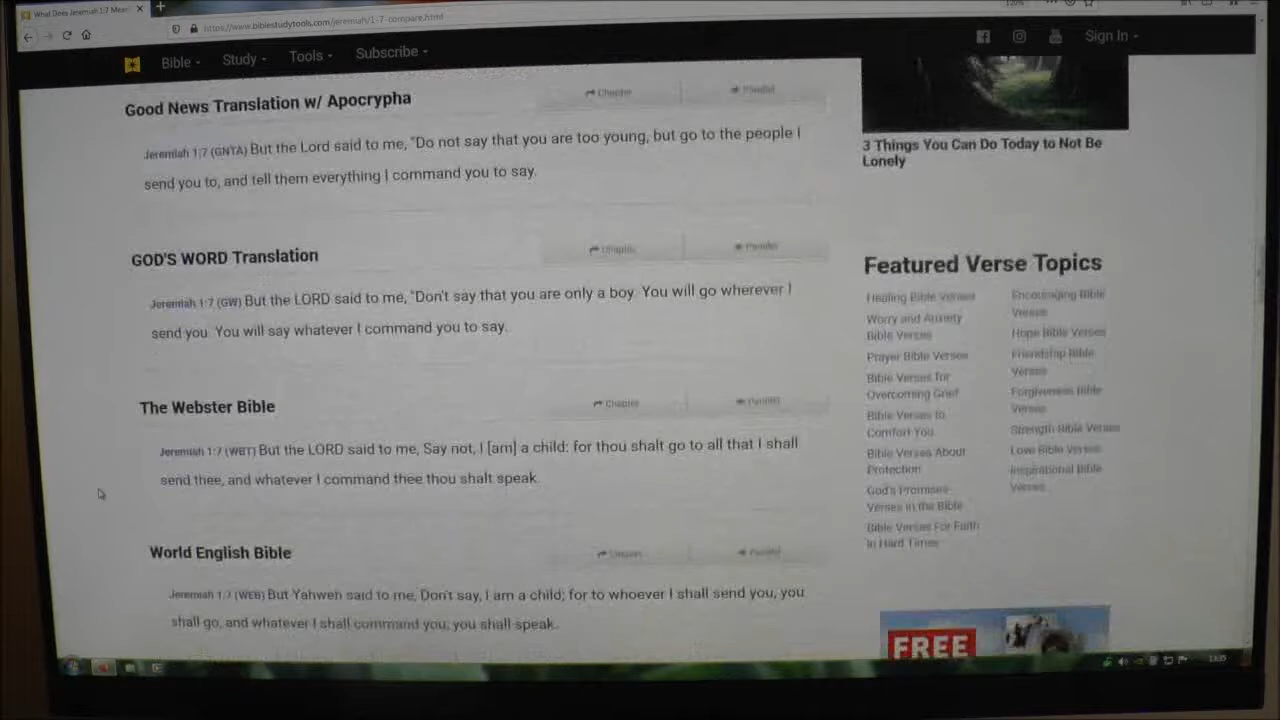 What Does Jeremiah 1:7 Mean
https://www.biblestudytools.com/jeremiah/1-7-compare.html
120%
Bible
Study
Tools
Subscribe
Sign In
Good News Translation w/ Apocrypha
Chapter
Parallel
Jeremiah 1:7 (GNTA) But the Lord said to me, "Do not say that you are too young, but go to the people I
send you to, and tell them everything I command you to say.
GOD'S WORD Translation
Chapter
Parallel
Jeremiah 1:7 (GW) But the LORD said to me, "Don't say that you are only a boy. You will go wherever I
send you. You will say whatever I command you to say.
The Webster Bible
Chapter
Parallel
Jeremiah 1:7 (WBT) But the LORD said to me, Say not, I [am] a child: for thou shalt go to all that I shall
send thee, and whatever I command thee thou shalt speak.
World English Bible
Chapter
Parallel
Jeremiah 1:7 (WEB) But Yahweh said to me, Don't say, I am a child; for to whoever I shall send you, you
shall go, and whatever I shall command you, you shall speak.
3 Things You Can Do Today to Not Be
Lonely
Featured Verse Topics
Healing Bible Verses
Worry and Anxiety
Bible Verses
Prayer Bible Verses
Bible Verses for
Overcoming Grief
Bible Verses to
Comfort You
Bible Verses About
Protection
God's Promises
Verses in the Bible
Bible Verses For Faith
in Hard Times
Encouraging Bible
Verses
Hope Bible Verses
Friendship Bible
Verses
Forgiveness Bible
Verses
Strength Bible Verses
Love Bible Verses
Inspirational Bible
Verses
FREE